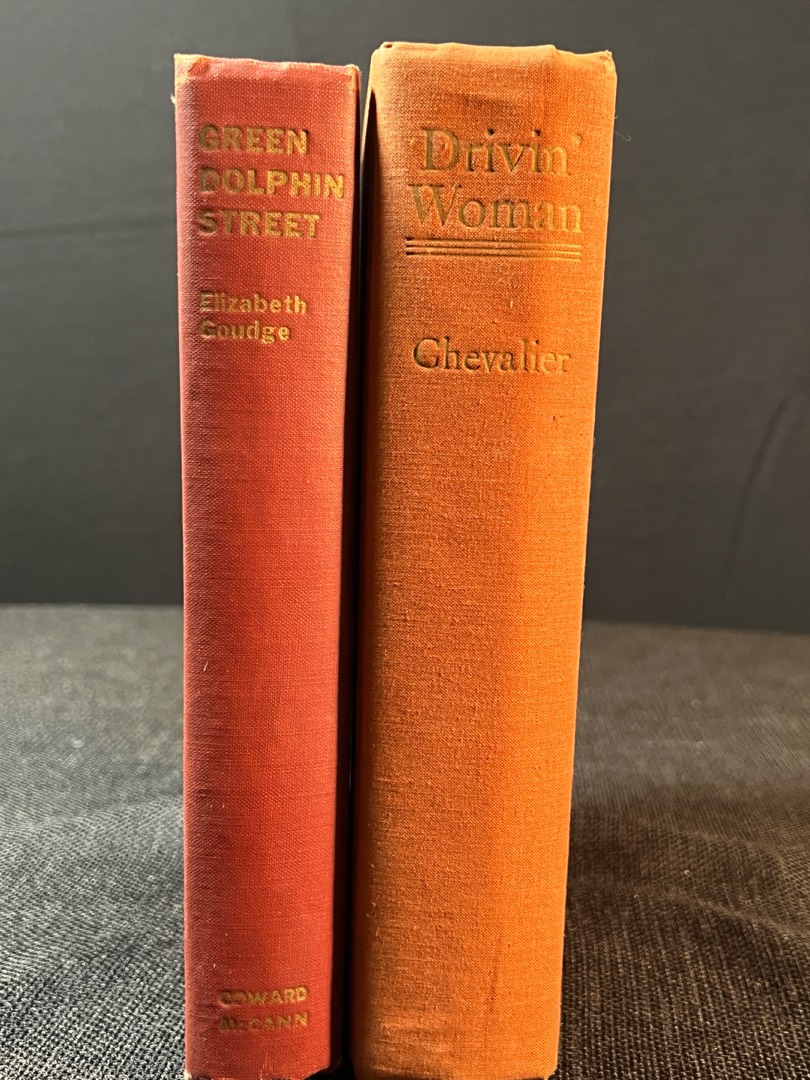 GREEN
DOLPHIN
STREET
Elizabeth
Goudge
COWARD
McCANN
Drivin'
Woman
Chevalier